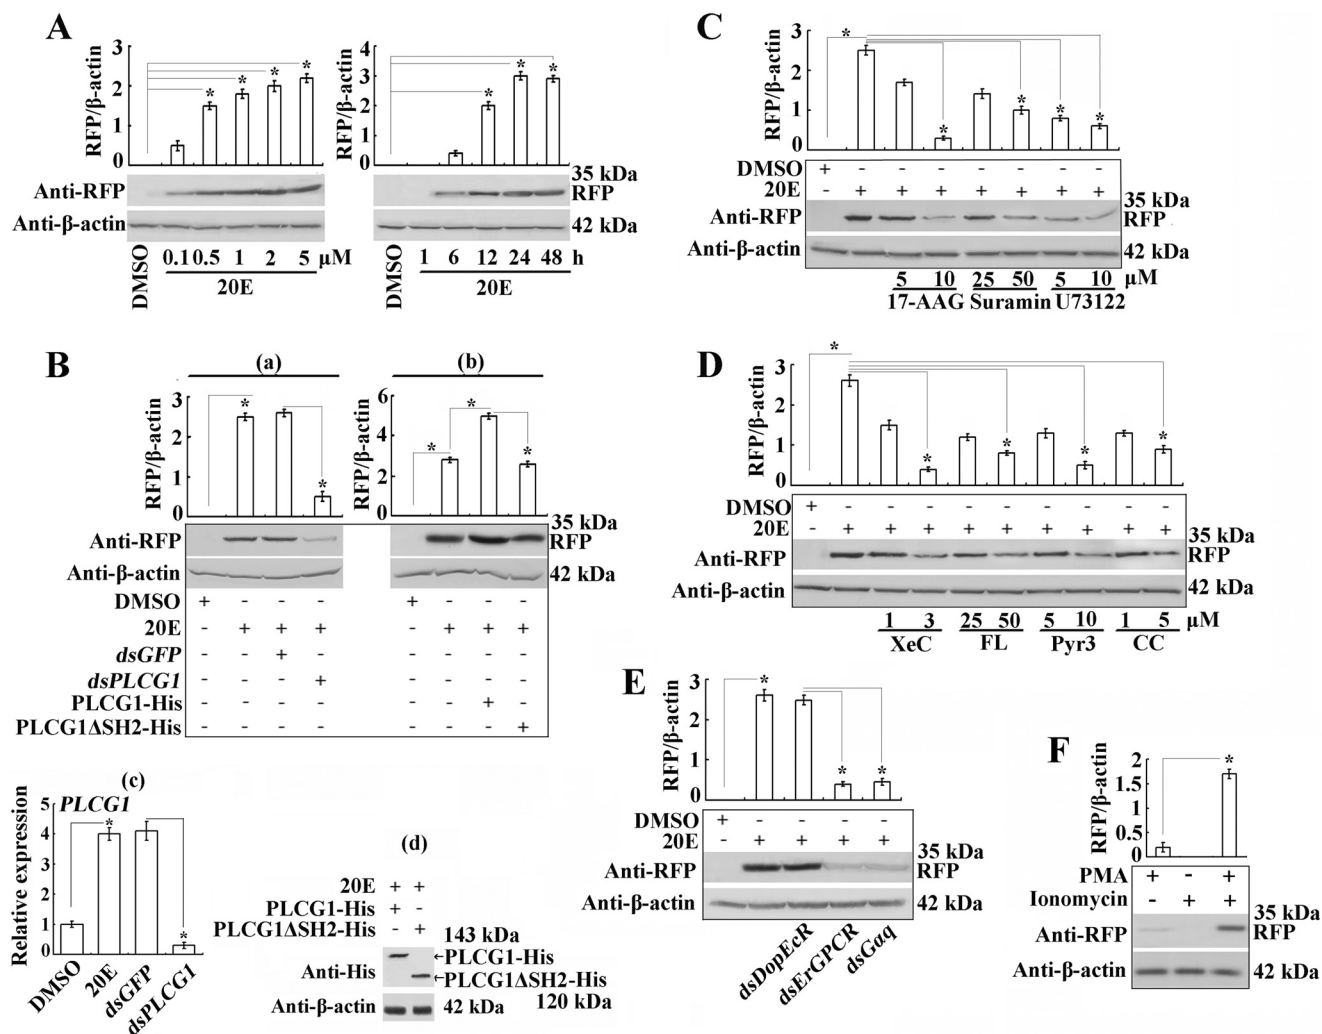 A
RFP/β-actin
3
2
1
0
* * * *
RFP/β-actin
4
3
2
1
0
* * *
35 kDa
Anti-RFP
RFP
Anti-β-actin
42 kDa
DMSO
0.1 0.5 1 2 5 μM
20E
DMSO
1 6 12 24 48 h
20E
C
RFP/β-actin
3
2
1
0
* * * * *
DMSO + - - - - - - -
20E - + + + + + + +
35 kDa
Anti-RFP
RFP
Anti-β-actin
42 kDa
5 10 25 50 5 10 μM
17-AAG Suramin U73122
B
(a)
RFP/β-actin
3
2
1
0
* *
(b)
RFP/β-actin
6
4
2
0
* * *
35 kDa
Anti-RFP
RFP
Anti-β-actin
42 kDa
DMSO + - - - + - - -
20E - + + + - + + +
dsGFP - - + - - - - -
dsPLCG1 - - - + - - - -
PLCG1-His - - - - - - + -
PLCG1ΔSH2-His - - - - - - - +
(c)
PLCG1
Relative expression
5
4
3
2
1
0
* *
DMSO
20E
dsGFP
dsPLCG1
(d)
20E + +
PLCG1-His + -
PLCG1ΔSH2-His - +
143 kDa
←PLCG1-His
Anti-His
←PLCG1ΔSH2-His
120 kDa
Anti-β-actin
42 kDa
D
RFP/β-actin
3
2
1
0
* * * * *
DMSO + - - - - - - - - -
20E - + + + + + + + + +
35 kDa
Anti-RFP
RFP
Anti-β-actin
42 kDa
1 3 25 50 5 10 1 5 μM
XeC FL Pyr3 CC
E
RFP/β-actin
3
2
1
0
* * *
DMSO + - - - -
20E - + + + +
35 kDa
Anti-RFP
RFP
Anti-β-actin
42 kDa
dsDopEcR
dsErGPCR
dsGαq
F
RFP/β-actin
2
1.5
1
0.5
0
*
PMA + - +
Ionomycin - + +
35 kDa
Anti-RFP
RFP
Anti-β-actin
42 kDa